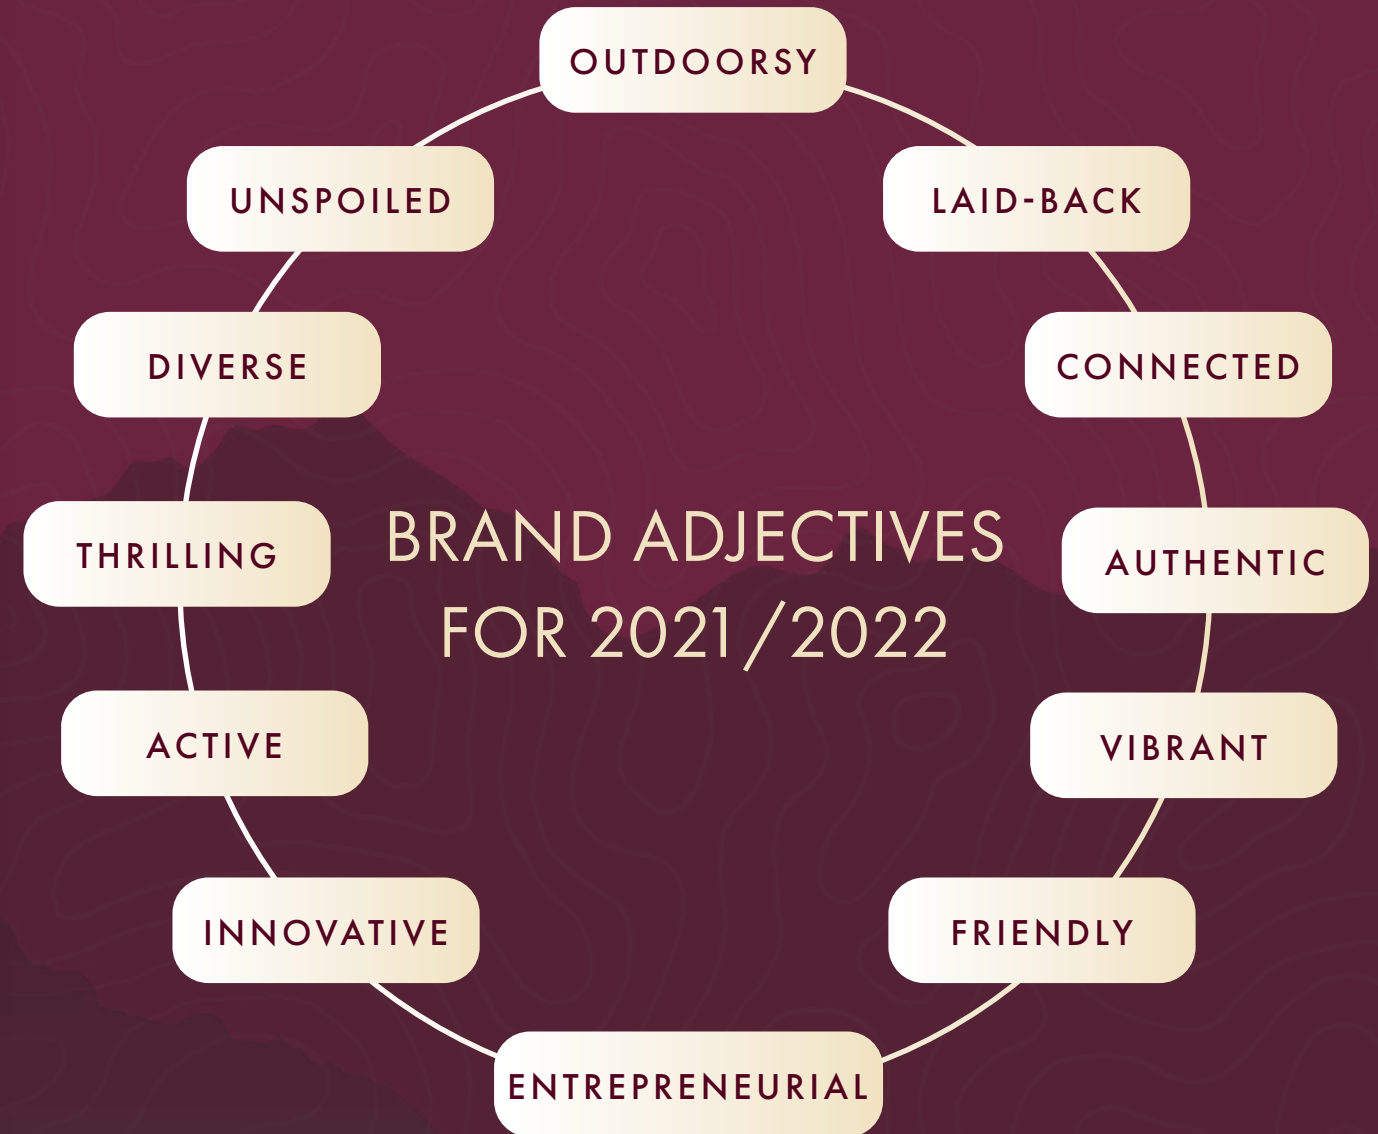 OUTDOORSY
UNSPOILED
LAID-BACK
DIVERSE
CONNECTED
THRILLING
BRAND ADJECTIVES
FOR 2021/2022
AUTHENTIC
ACTIVE
VIBRANT
INNOVATIVE
FRIENDLY
ENTREPRENEURIAL